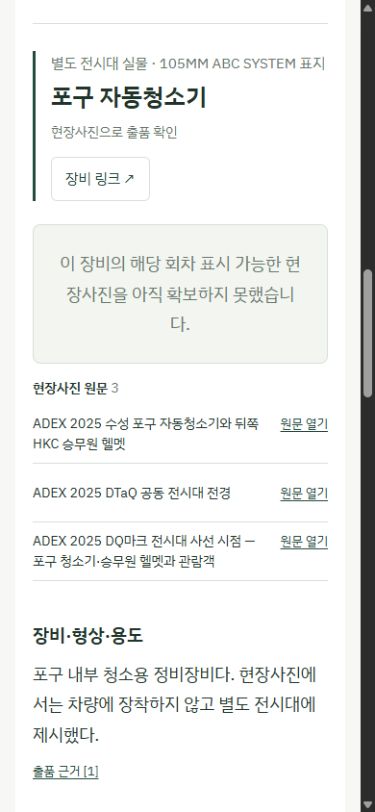 별도 전시대 실물 · 105MM ABC SYSTEM 표지
포구 자동청소기
현장사진으로 출품 확인
장비 링크 ↗
이 장비의 해당 회차 표시 가능한 현
장사진을 아직 확보하지 못했습니
다.
현장사진 원문 3
ADEX 2025 수성 포구 자동청소기와 뒤쪽 원문 열기
HKC 승무원 헬멧
ADEX 2025 DTaQ 공동 전시대 전경 원문 열기
ADEX 2025 DQ마크 전시대 사선 시점 — 원문 열기
포구 청소기·승무원 헬멧과 관람객
장비·형상·용도
포구 내부 청소용 정비장비다. 현장사진에
서는 차량에 장착하지 않고 별도 전시대에
제시했다.
출품 근거 [1]